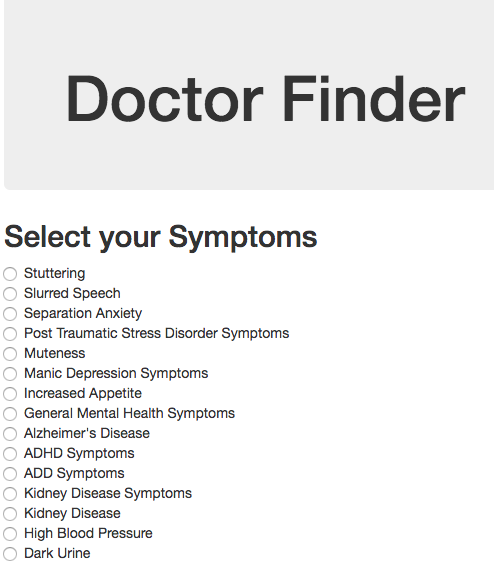 Doctor Finder
Select your Symptoms
Stuttering
Slurred Speech
Separation Anxiety
Post Traumatic Stress Disorder Symptoms
Muteness
Manic Depression Symptoms
Increased Appetite
General Mental Health Symptoms
Alzheimer's Disease
ADHD Symptoms
ADD Symptoms
Kidney Disease Symptoms
Kidney Disease
High Blood Pressure
Dark Urine